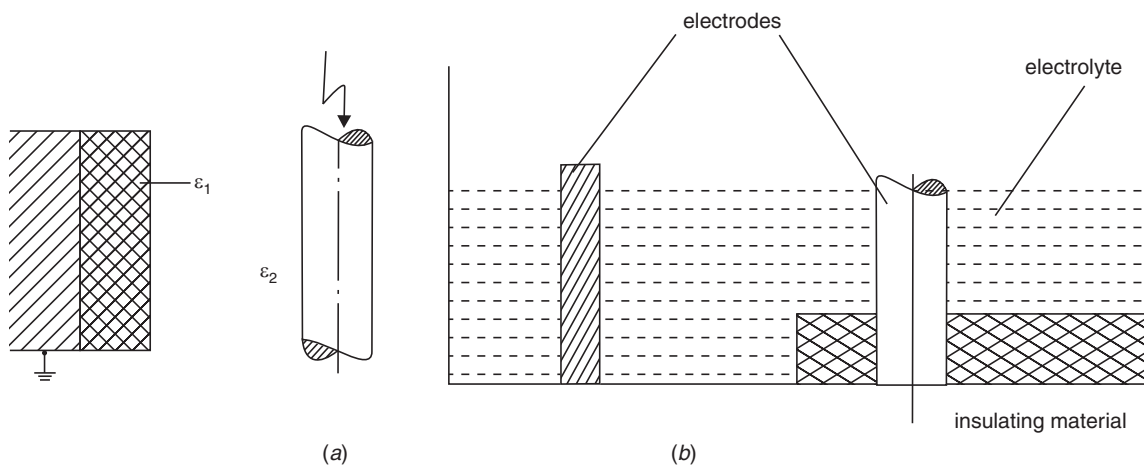 electrodes
electrolyte
ε₁
ε₂
insulating material
(a)
(b)